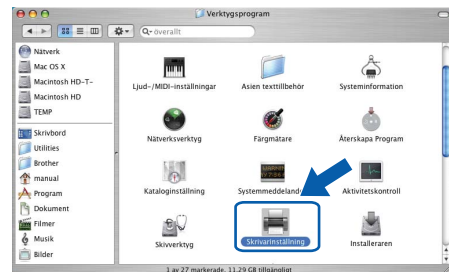 Verktygsprogram
överallt
Nätverk
Mac OS X
Macintosh HD-T-
Macintosh HD
TEMP
Skrivbord
Utilities
Brother
manual
Program
Dokument
Filmer
Musik
Bilder
Ljud-/MIDI-inställningar
Asien texttillbehör
Systeminformation
Nätverksverktyg
Färgmätare
Återskapa Program
Kataloginställning
Systemmeddeland
Aktivitetskontroll
Skivverktyg
Skrivarinställning
Installeraren
1 av 27 markerade, 11,29 GB tillgängligt